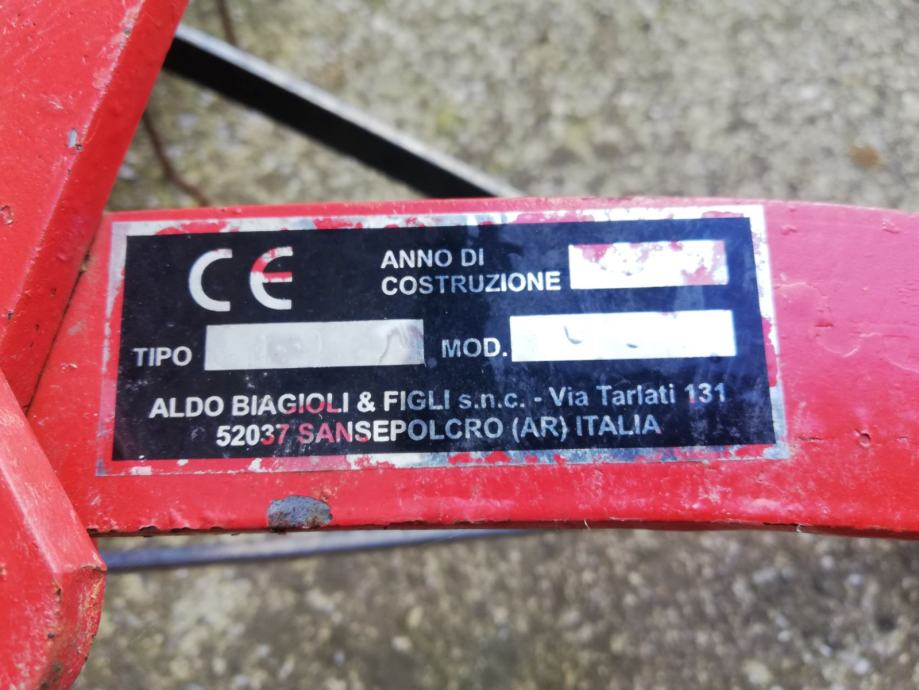 CE ANNO DI
COSTRUZIONE
TIPO MOD.
ALDO BIAGIOLI & FIGLI s.n.c. - Via Tarlati 131
52037 SANSEPOLCRO (AR) ITALIA